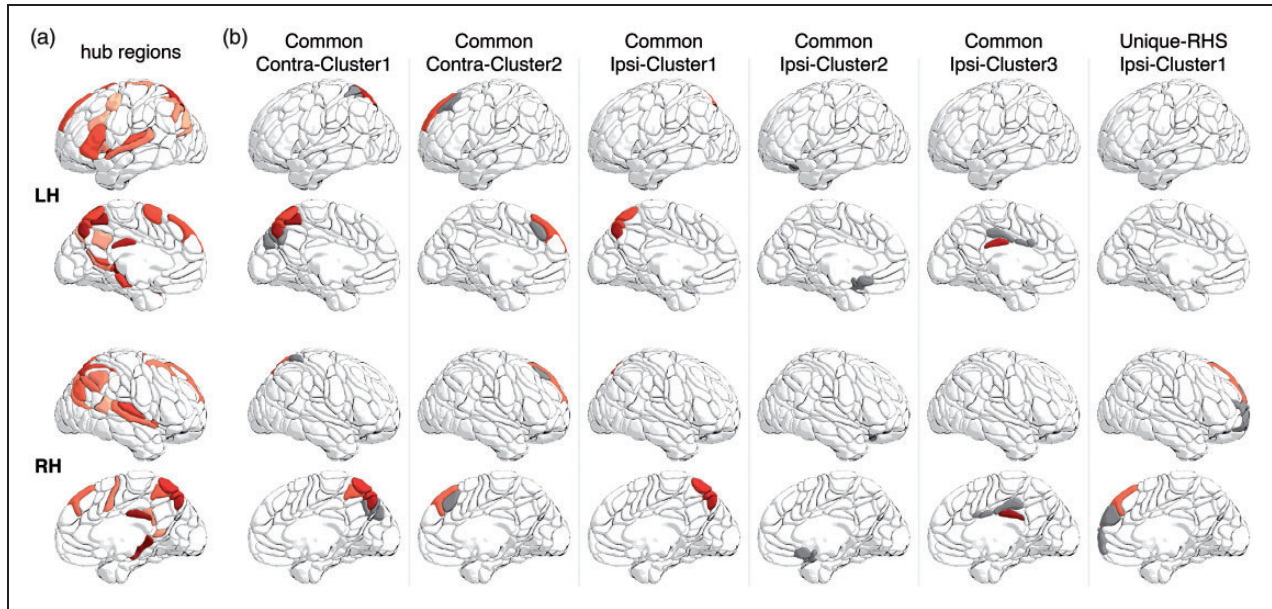 (a)
hub regions
(b)
Common
Contra-Cluster1
Common
Contra-Cluster2
Common
Ipsi-Cluster1
Common
Ipsi-Cluster2
Common
Ipsi-Cluster3
Unique-RHS
Ipsi-Cluster1
LH
RH